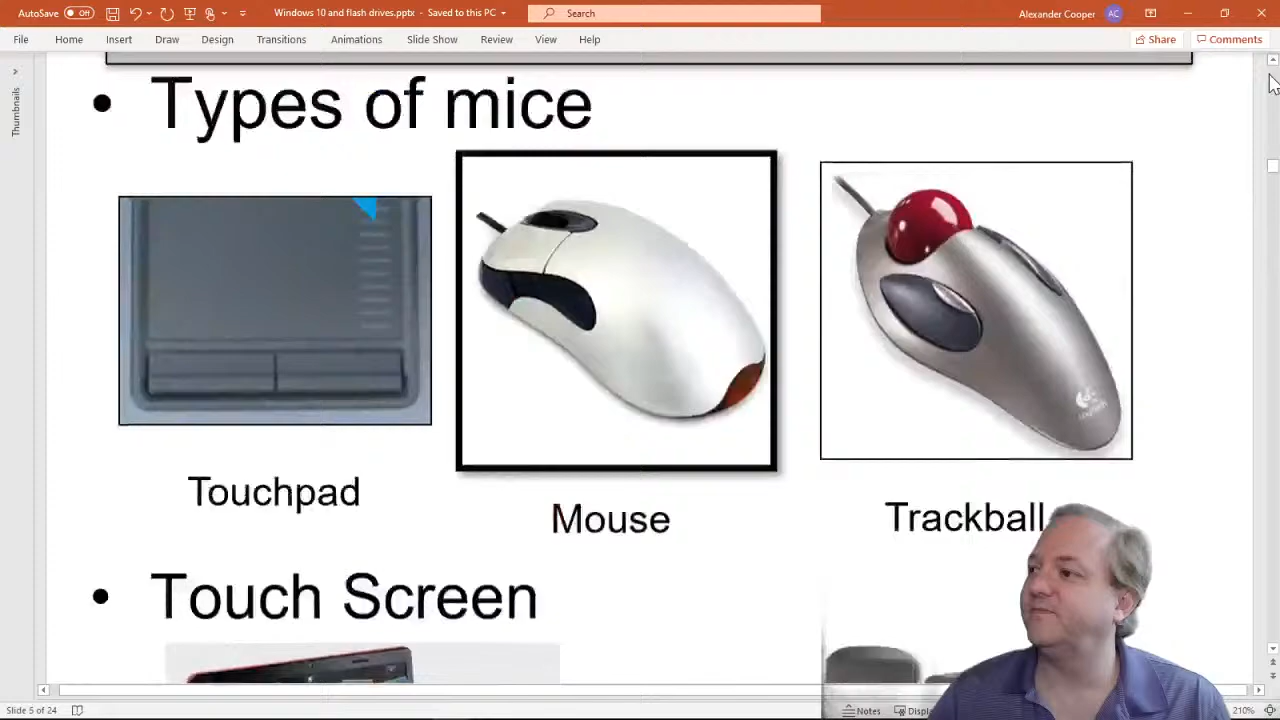 AutoSave Off Windows 10 and flash drives.pptx - Saved to this PC Search Alexander Cooper AC
File Home Insert Draw Design Transitions Animations Slide Show Review View Help Share Comments
Thumbnails
• Types of mice
Touchpad
Mouse
Trackball
• Touch Screen
Slide 5 of 24 Notes Displa 210%